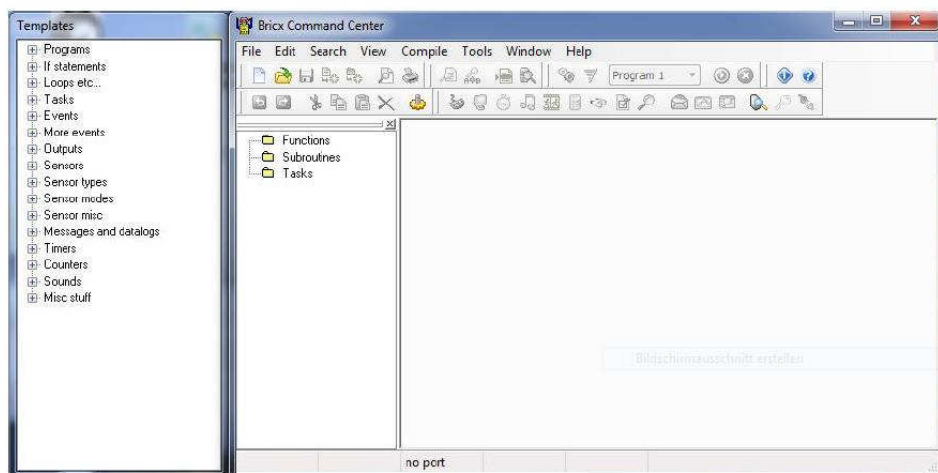 Templates
Programs
If statements
Loops etc...
Tasks
Events
More events
Outputs
Sensors
Sensor types
Sensor modes
Sensor misc
Messages and datalogs
Timers
Counters
Sounds
Misc stuff
Bricx Command Center
File Edit Search View Compile Tools Window Help
Program 1
Functions
Subroutines
Tasks
Bildschirmausschnitt erstellen
no port